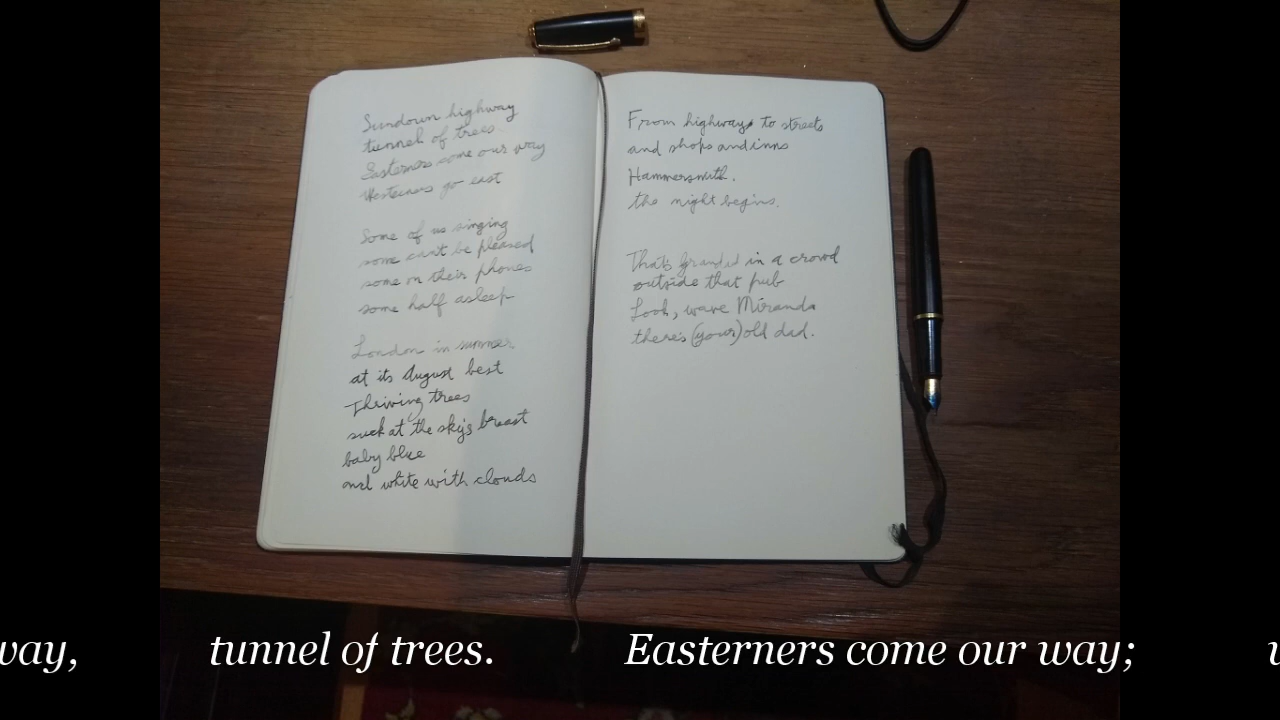 Sundown highway
tunnel of trees.
Easterners come our way
Westerners go east
Some of us singing
some can't be pleased
some on their phones
some half asleep
London in summer
at its August best
Thriving trees
suck at the sky's breast
baby blue
and white with clouds
From highways to streets
and shops and inns
Hammersmith.
the night begins.
That's grandad in a crowd
outside that pub
Look, wave Miranda
there's (your) old dad.
way,
tunnel of trees.
Easterners come our way;